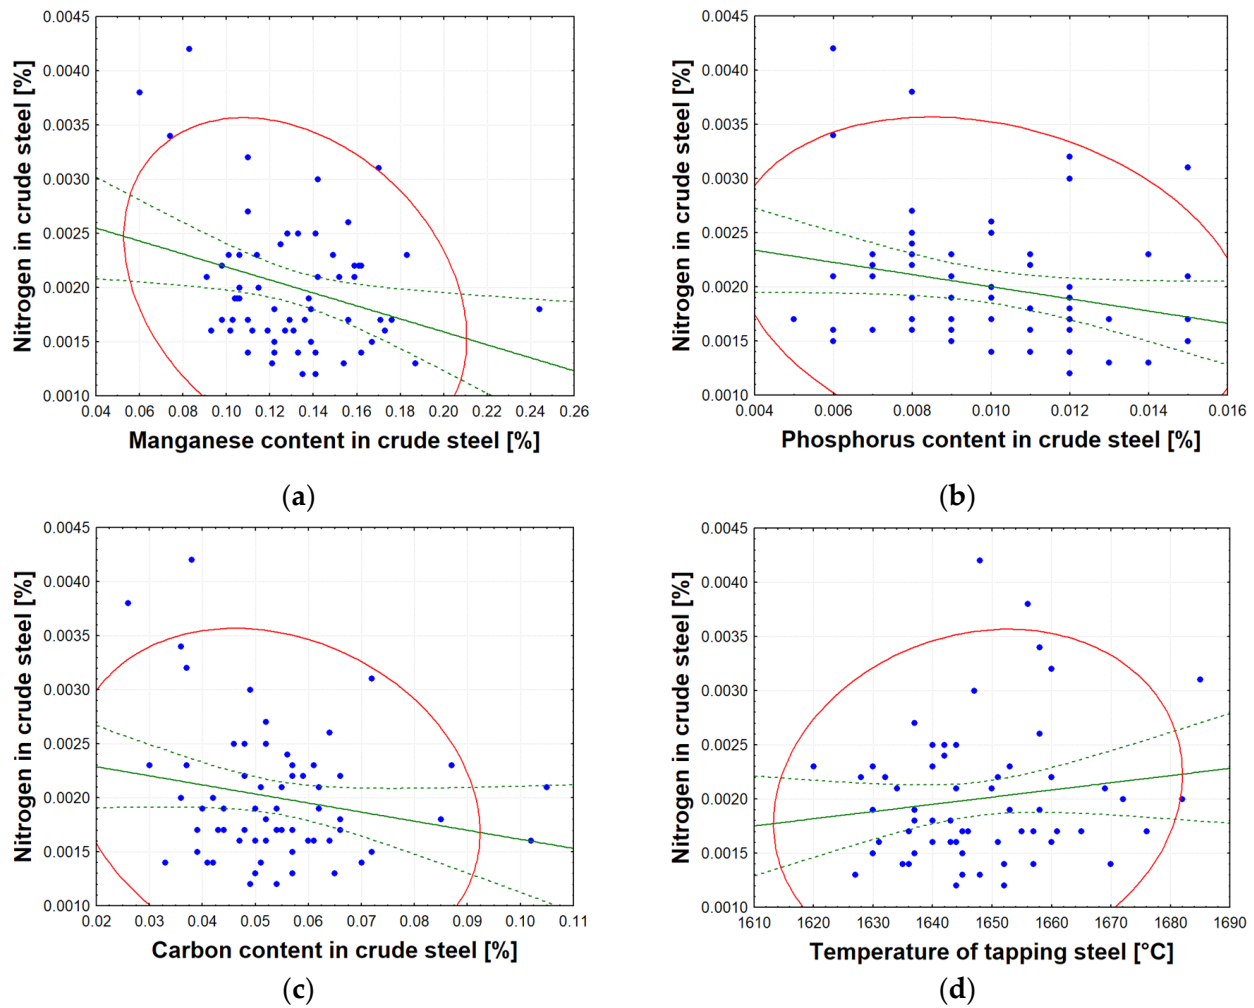 0.0045
0.0040
0.0035
0.0030
0.0025
0.0020
0.0015
0.0010
Nitrogen in crude steel [%]
0.04 0.06 0.08 0.10 0.12 0.14 0.16 0.18 0.20 0.22 0.24 0.26
Manganese content in crude steel [%]
(a)
0.0045
0.0040
0.0035
0.0030
0.0025
0.0020
0.0015
0.0010
Nitrogen in crude steel [%]
0.004 0.006 0.008 0.010 0.012 0.014 0.016
Phosphorus content in crude steel [%]
(b)
0.0045
0.0040
0.0035
0.0030
0.0025
0.0020
0.0015
0.0010
Nitrogen in crude steel [%]
0.02 0.03 0.04 0.05 0.06 0.07 0.08 0.09 0.10 0.11
Carbon content in crude steel [%]
(c)
0.0045
0.0040
0.0035
0.0030
0.0025
0.0020
0.0015
0.0010
Nitrogen in crude steel [%]
1610 1620 1630 1640 1650 1660 1670 1680 1690
Temperature of tapping steel [°C]
(d)